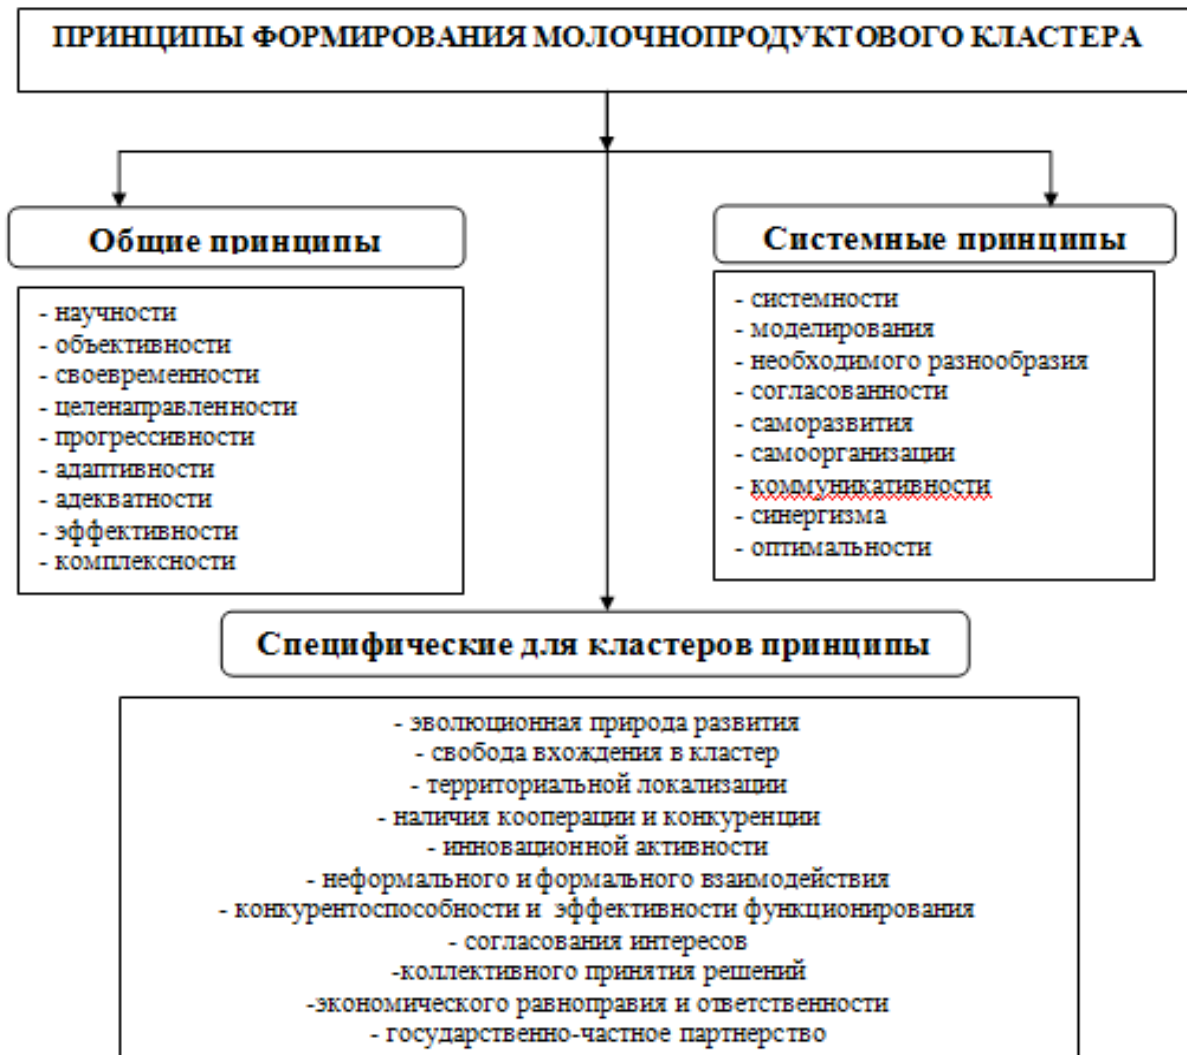 ПРИНЦИПЫ ФОРМИРОВАНИЯ МОЛОЧНОПРОДУКТОВОГО КЛАСТЕРА
Общие принципы
- научности
- объективности
- своевременности
- целенаправленности
- прогрессивности
- адаптивности
- адекватности
- эффективности
- комплексности
Системные принципы
- системности
- моделирования
- необходимого разнообразия
- согласованности
- саморазвития
- самоорганизации
- коммуникативности
- синергизма
- оптимальности
Специфические для кластеров принципы
- эволюционная природа развития
- свобода вхождения в кластер
- территориальной локализации
- наличия кооперации и конкуренции
- инновационной активности
- неформального и формального взаимодействия
- конкурентоспособности и эффективности функционирования
- согласования интересов
-коллективного принятия решений
-экономического равноправия и ответственности
- государственно-частное партнерство